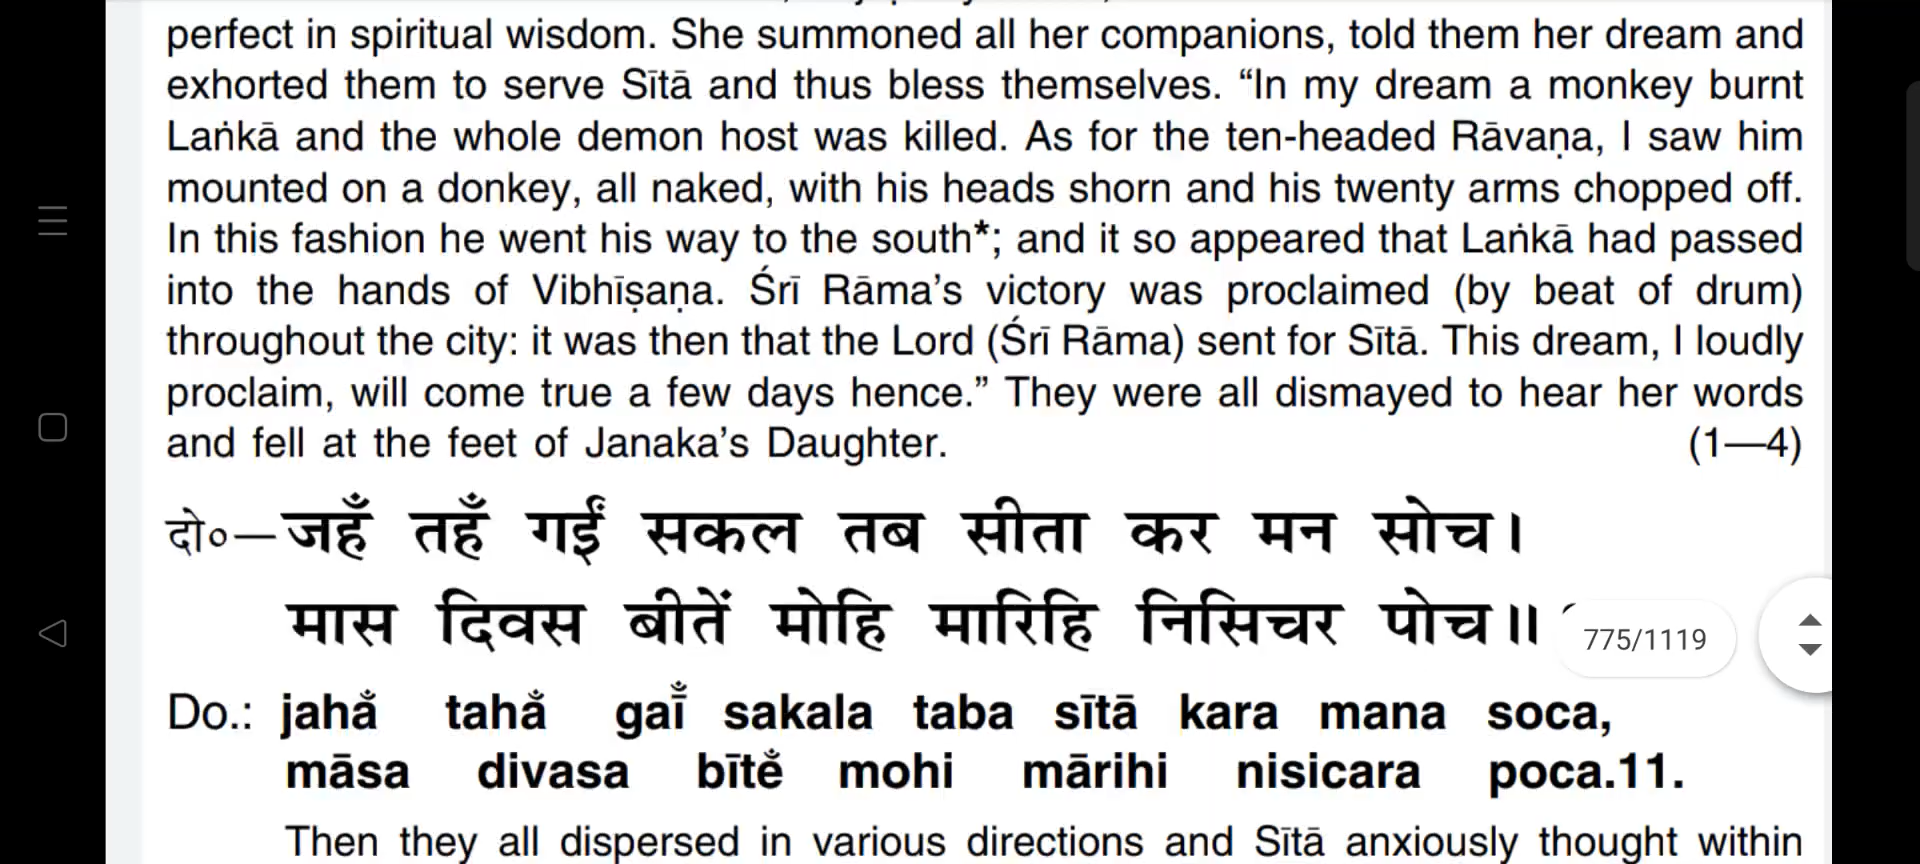 perfect in spiritual wisdom. She summoned all her companions, told them her dream and
exhorted them to serve Sītā and thus bless themselves. “In my dream a monkey burnt
Laṅkā and the whole demon host was killed. As for the ten-headed Rāvaṇa, I saw him
mounted on a donkey, all naked, with his heads shorn and his twenty arms chopped off.
In this fashion he went his way to the south*; and it so appeared that Laṅkā had passed
into the hands of Vibhīṣaṇa. Śrī Rāma’s victory was proclaimed (by beat of drum)
throughout the city: it was then that the Lord (Śrī Rāma) sent for Sītā. This dream, I loudly
proclaim, will come true a few days hence.” They were all dismayed to hear her words
and fell at the feet of Janaka’s Daughter. (1—4)
दो०—जहँ तहँ गईं सकल तब सीता कर मन सोच।
मास दिवस बीतें मोहि मारिहि निसिचर पोच॥
775/1119
Do.: jahå̐ tahå̐ gaī̐ sakala taba sītā kara mana soca,
māsa divasa bīte̐ mohi mārihi nisicara poca.11.
Then they all dispersed in various directions and Sītā anxiously thought within